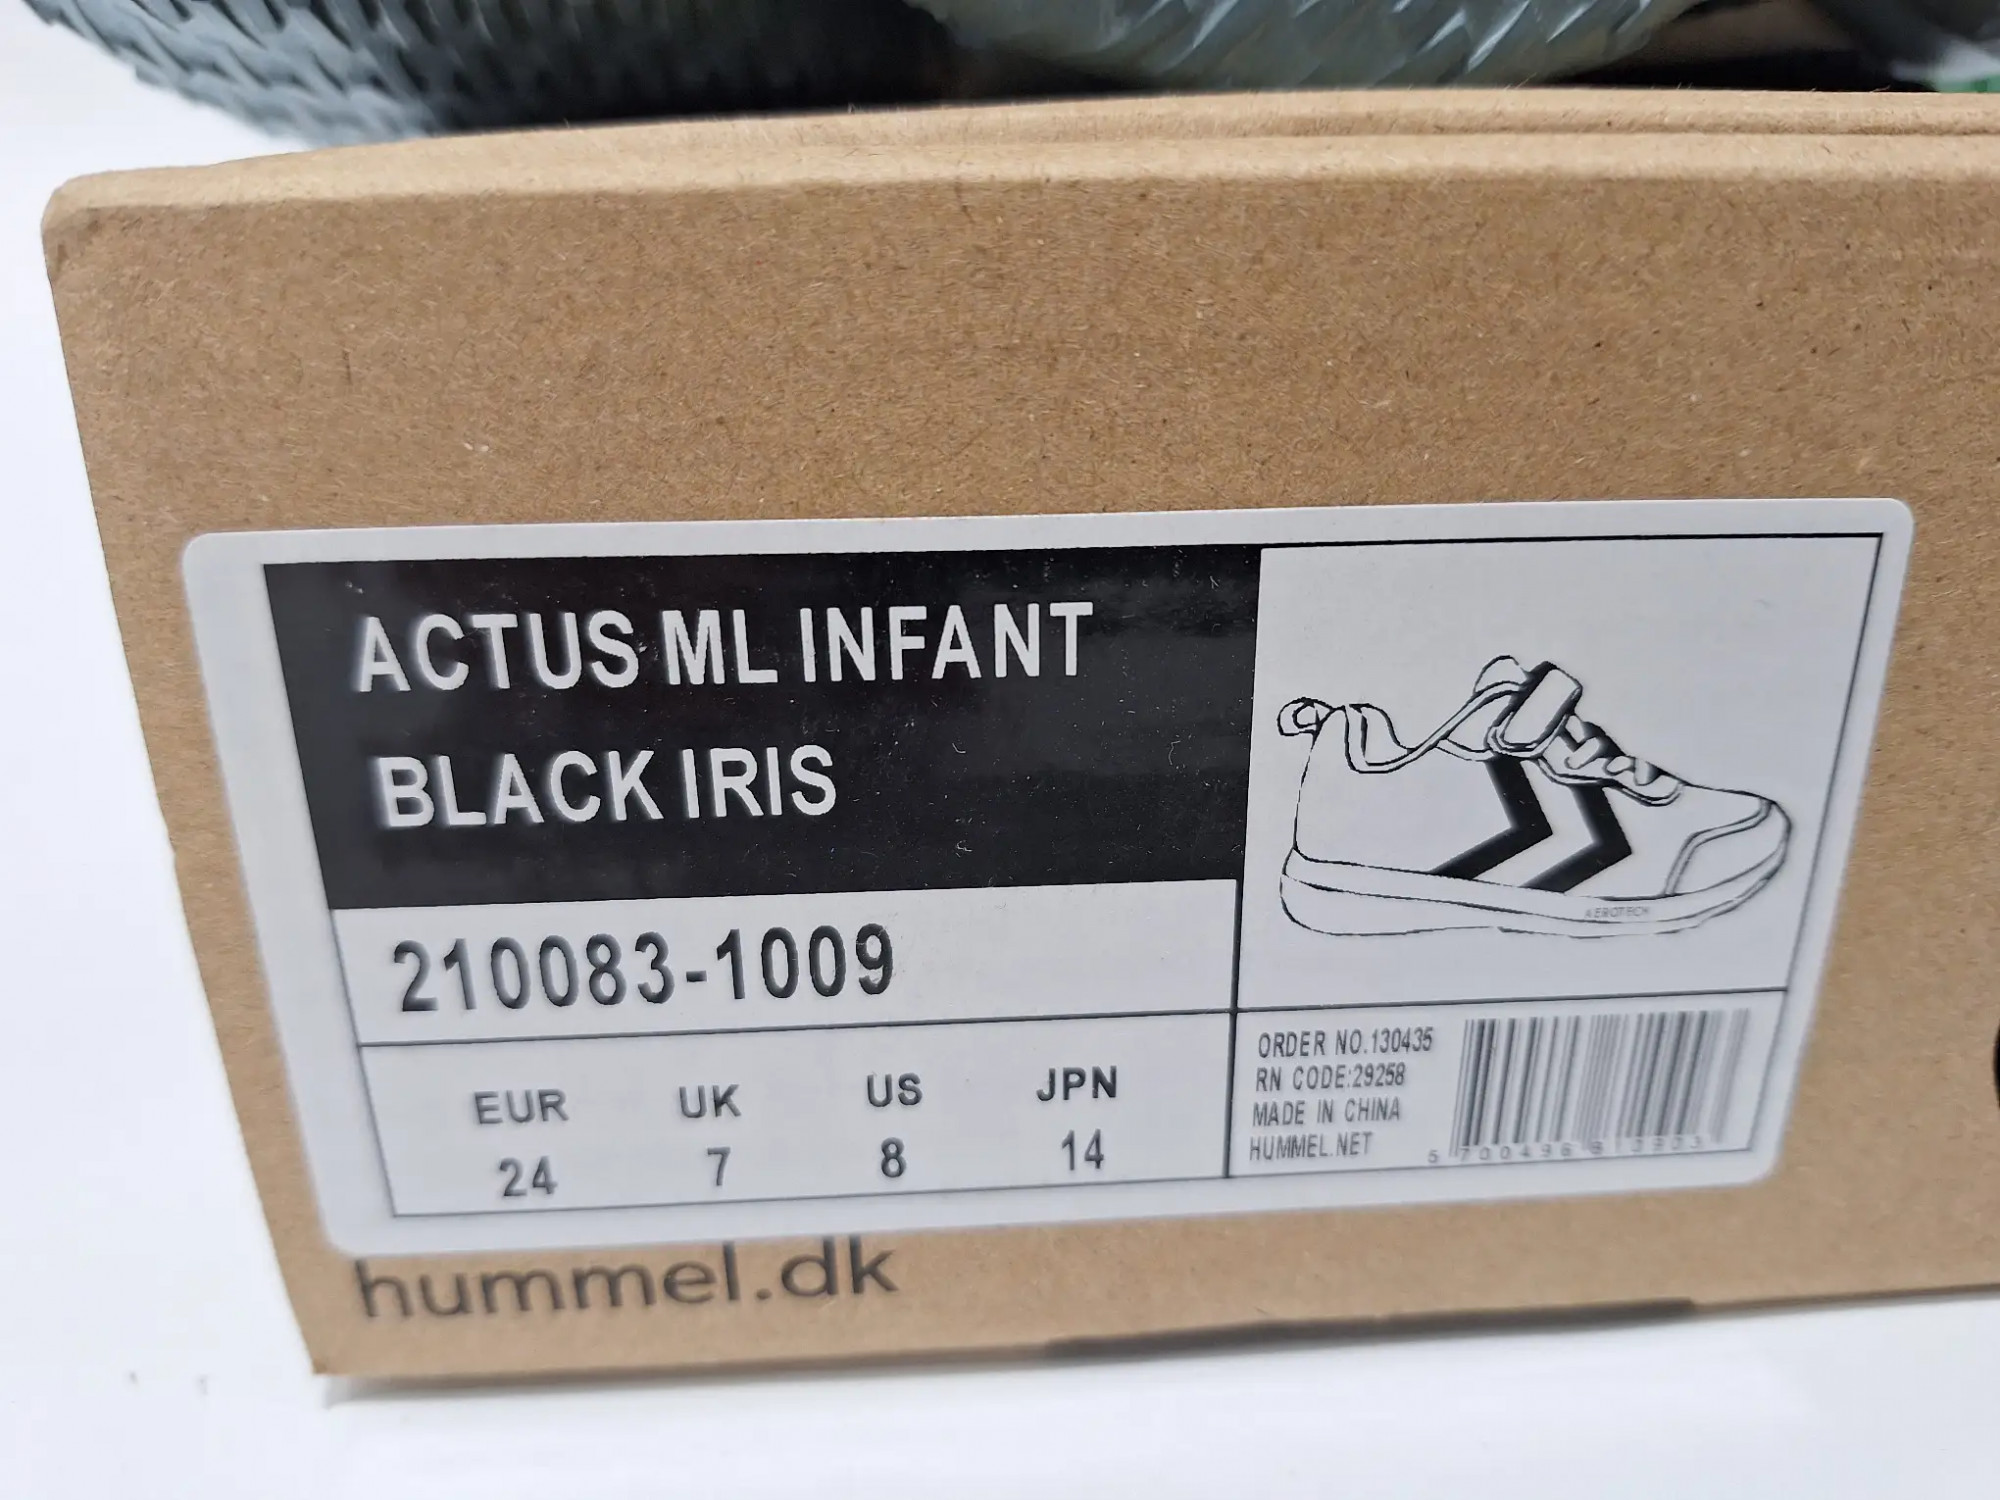 ACTUS ML INFANT
BLACK IRIS
210083-1009
EUR UK US JPN
24 7 8 14
AEROTECH
ORDER NO.130435
RN CODE:29258
MADE IN CHINA
HUMMEL.NET
hummel.dk